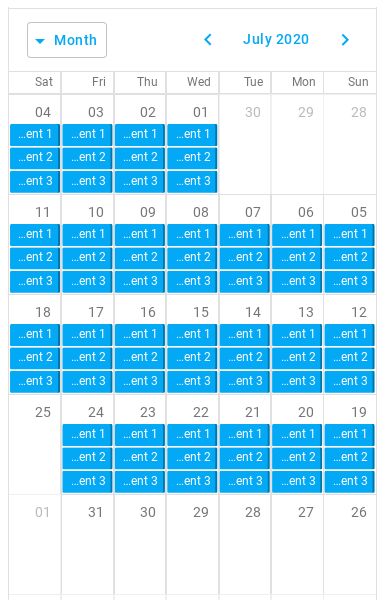 Month
July 2020
Sat Fri Thu Wed Tue Mon Sun
04 03 02 01 30 29 28
...ent 1 ...ent 1 ...ent 1 ...ent 1
...ent 2 ...ent 2 ...ent 2 ...ent 2
...ent 3 ...ent 3 ...ent 3 ...ent 3
11 10 09 08 07 06 05
...ent 1 ...ent 1 ...ent 1 ...ent 1 ...ent 1 ...ent 1 ...ent 1
...ent 2 ...ent 2 ...ent 2 ...ent 2 ...ent 2 ...ent 2 ...ent 2
...ent 3 ...ent 3 ...ent 3 ...ent 3 ...ent 3 ...ent 3 ...ent 3
18 17 16 15 14 13 12
...ent 1 ...ent 1 ...ent 1 ...ent 1 ...ent 1 ...ent 1 ...ent 1
...ent 2 ...ent 2 ...ent 2 ...ent 2 ...ent 2 ...ent 2 ...ent 2
...ent 3 ...ent 3 ...ent 3 ...ent 3 ...ent 3 ...ent 3 ...ent 3
25 24 23 22 21 20 19
...ent 1 ...ent 1 ...ent 1 ...ent 1 ...ent 1 ...ent 1
...ent 2 ...ent 2 ...ent 2 ...ent 2 ...ent 2 ...ent 2
...ent 3 ...ent 3 ...ent 3 ...ent 3 ...ent 3 ...ent 3
01 31 30 29 28 27 26